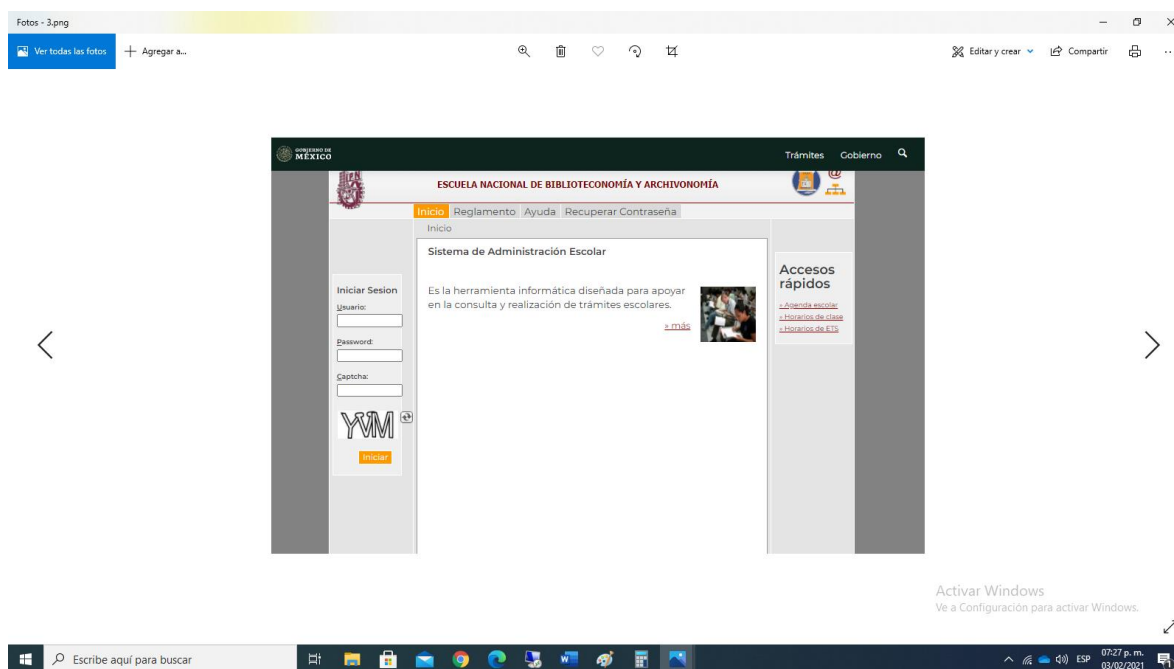 Fotos - 3.png
Ver todas las fotos
Agregar a...
Editar y crear
Compartir
GOBIERNO DE
MÉXICO
Trámites Gobierno
IPN
ESCUELA NACIONAL DE BIBLIOTECONOMÍA Y ARCHIVONOMÍA
@
Inicio Reglamento Ayuda Recuperar Contraseña
Inicio
Sistema de Administración Escolar
Es la herramienta informática diseñada para apoyar
en la consulta y realización de trámites escolares.
» más
Iniciar Sesion
Usuario:
Password:
Captcha:
YVM
Iniciar
Accesos
rápidos
» Agenda escolar
» Horarios de clase
» Horarios de ETS
Activar Windows
Ve a Configuración para activar Windows.
Escribe aquí para buscar
ESP
07:27 p. m.
03/02/2021